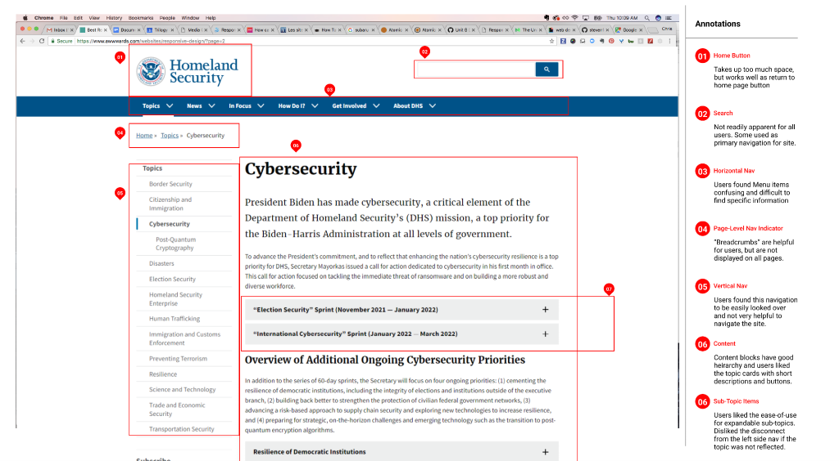 Chrome File Edit View History Bookmarks People Window Help
Thu 10:39 AM
Chris
Secure https://www.awwwards.com/websites/responsive-design/?page=2
Homeland
Security
Topics News In Focus How Do I? Get Involved About DHS
Home » Topics » Cybersecurity
Topics
Border Security
Citizenship and
Immigration
Cybersecurity
Post-Quantum
Cryptography
Disasters
Election Security
Homeland Security
Enterprise
Human Trafficking
Immigration and Customs
Enforcement
Preventing Terrorism
Resilience
Science and Technology
Trade and Economic
Security
Transportation Security
Subscribe
Cybersecurity
President Biden has made cybersecurity, a critical element of the
Department of Homeland Security's (DHS) mission, a top priority for
the Biden-Harris Administration at all levels of government.
To advance the President's commitment, and to reflect that enhancing the nation's cybersecurity resilience is a top
priority for DHS, Secretary Mayorkas issued a call for action dedicated to cybersecurity in his first month in office.
This call for action focused on tackling the immediate threat of ransomware and on building a more robust and
diverse workforce.
"Election Security" Sprint (November 2021 — January 2022) +
"International Cybersecurity" Sprint (January 2022 — March 2022) +
Overview of Additional Ongoing Cybersecurity Priorities
In addition to the series of 60-day sprints, the Secretary will focus on four ongoing priorities: (1) cementing the
resilience of democratic institutions, including the integrity of elections and institutions outside of the executive
branch, (2) building back better to strengthen the protection of civilian federal government networks, (3)
advancing a risk-based approach to supply chain security and exploring new technologies to increase resilience,
and (4) preparing for strategic, on-the-horizon challenges and emerging technology such as the transition to post-
quantum encryption algorithms.
Resilience of Democratic Institutions +
01
02
03
04
05
06
07
Annotations
01 Home Button
Takes up too much space,
but works well as return to
home page button
02 Search
Not readily apparent for all
users. Some used as
primary navigation for site.
03 Horizontal Nav
Users found Menu items
confusing and difficult to
find specific information
04 Page-Level Nav Indicator
"Breadcrumbs" are helpful
for users, but are not
displayed on all pages.
05 Vertical Nav
Users found this navigation
to be easily looked over
and not very helpful to
navigate the site.
06 Content
Content blocks have good
heirarchy and users liked
the topic cards with short
descriptions and buttons.
06 Sub-Topic Items
Users liked the ease-of-use
for expandable sub-topics.
Disliked the disconnect
from the left side nav if the
topic was not reflected.